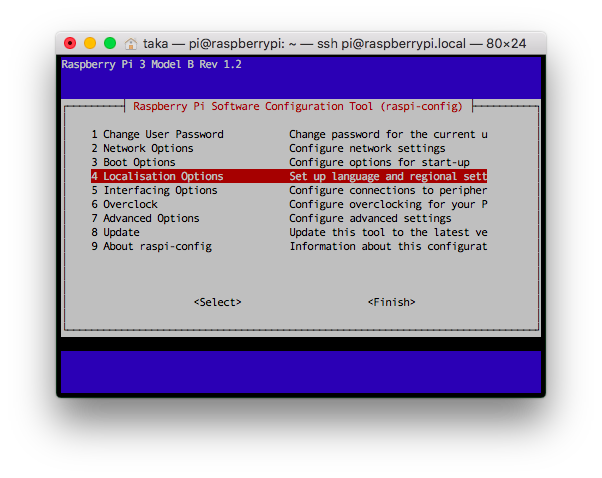 taka — pi@raspberrypi: ~ — ssh pi@raspberrypi.local — 80×24
Raspberry Pi 3 Model B Rev 1.2
Raspberry Pi Software Configuration Tool (raspi-config)
1 Change User Password Change password for the current u
2 Network Options Configure network settings
3 Boot Options Configure options for start-up
4 Localisation Options Set up language and regional sett
5 Interfacing Options Configure connections to peripher
6 Overclock Configure overclocking for your P
7 Advanced Options Configure advanced settings
8 Update Update this tool to the latest ve
9 About raspi-config Information about this configurat
<Select> <Finish>